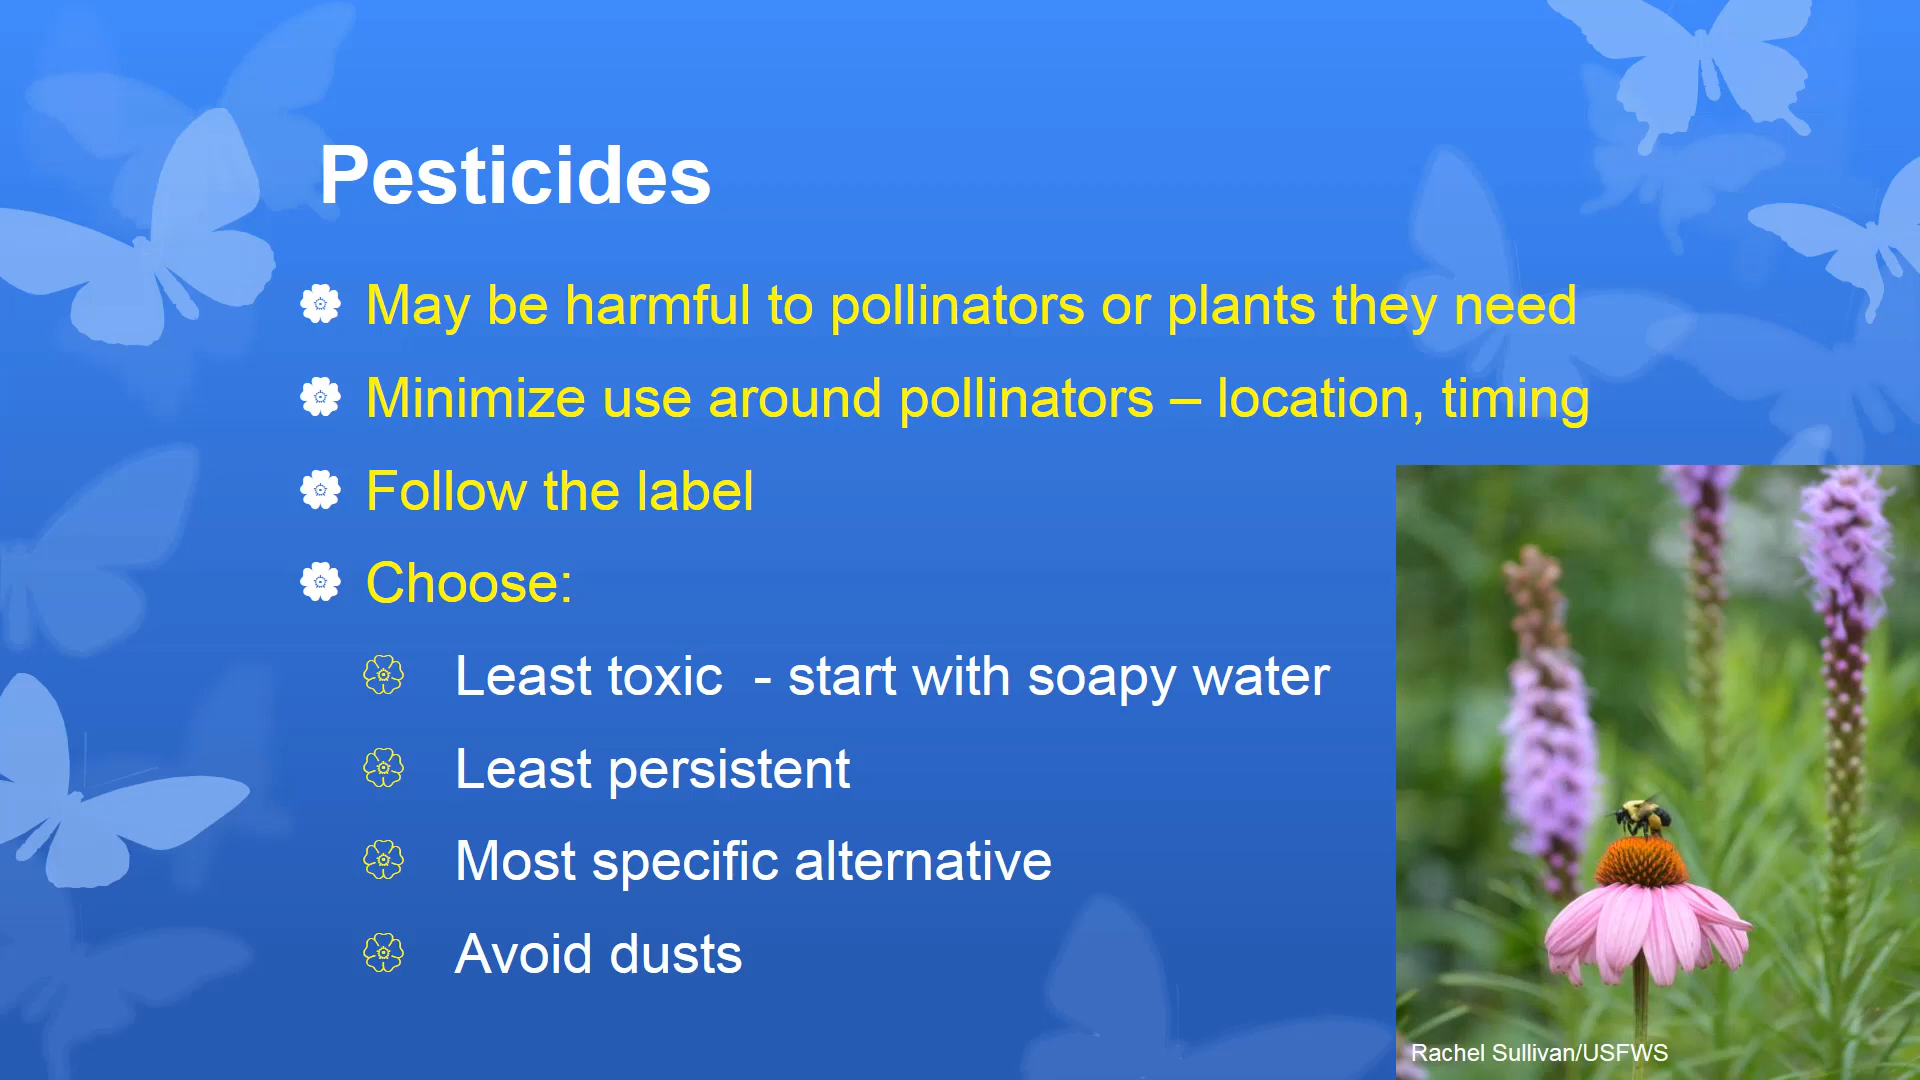 Pesticides
May be harmful to pollinators or plants they need
Minimize use around pollinators – location, timing
Follow the label
Choose:
Least toxic  - start with soapy water
Least persistent
Most specific alternative
Avoid dusts
Rachel Sullivan/USFWS